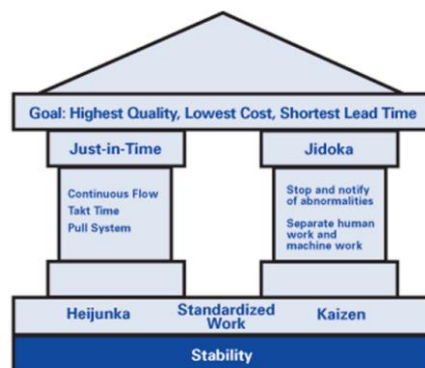 Goal: Highest Quality, Lowest Cost, Shortest Lead Time
Just-in-Time
Continuous Flow
Takt Time
Pull System
Jidoka
Stop and notify
of abnormalities
Separate human
work and
machine work
Heijunka
Standardized
Work
Kaizen
Stability